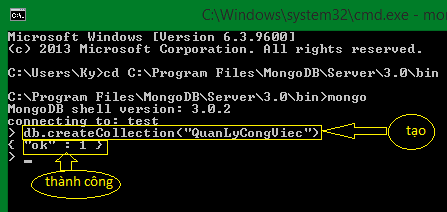 C:\Windows\system32\cmd.exe - mo
Microsoft Windows [Version 6.3.9600]
(c) 2013 Microsoft Corporation. All rights reserved.
C:\Users\Ky>cd C:\Program Files\MongoDB\Server\3.0\bin
C:\Program Files\MongoDB\Server\3.0\bin>mongo
MongoDB shell version: 3.0.2
connecting to: test
> db.createCollection("QuanLyCongViec")
tạo
{ "ok" : 1 }
> _
thành công